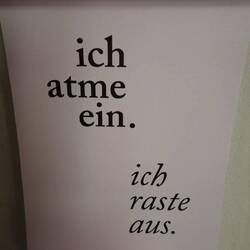 ich
atme
ein.
ich
raste
aus.